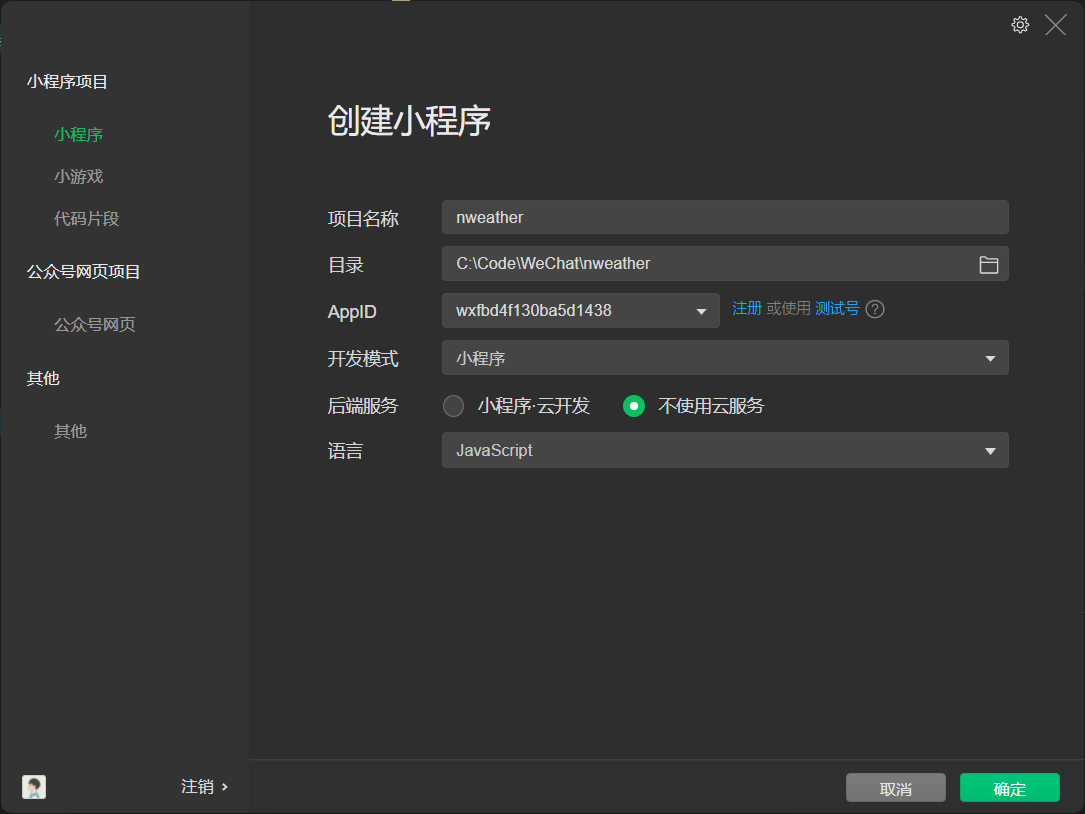 小程序项目
小程序
小游戏
代码片段
公众号网页项目
公众号网页
其他
其他
注销 ›
创建小程序
项目名称 nweather
目录 C:\Code\WeChat\nweather
AppID wxfbd4f130ba5d1438 注册 或使用 测试号 ?
开发模式 小程序
后端服务 小程序·云开发 不使用云服务
语言 JavaScript
取消 确定